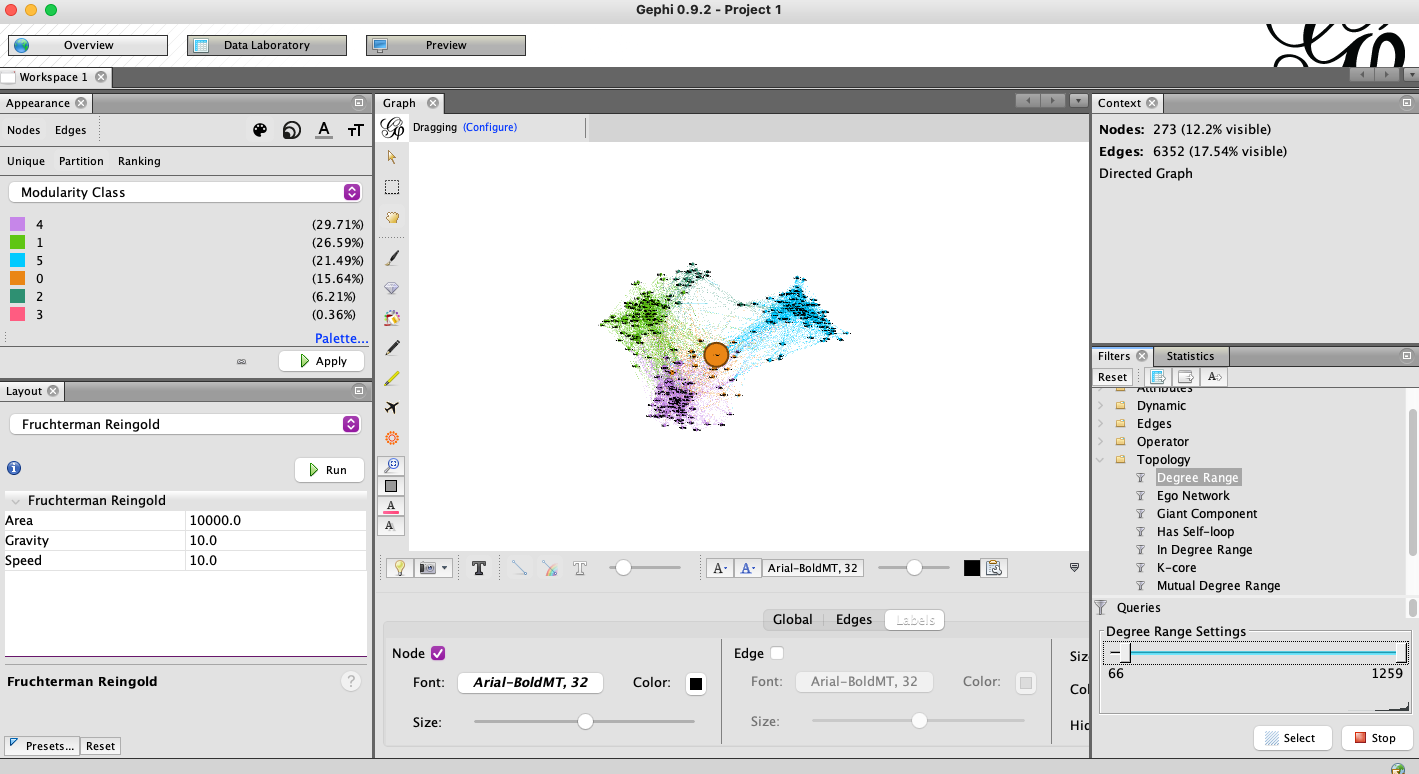 Gephi 0.9.2 - Project 1
Overview
Data Laboratory
Preview
Workspace 1
Appearance
Nodes Edges
Unique Partition Ranking
Modularity Class
4 (29.71%)
1 (26.59%)
5 (21.49%)
0 (15.64%)
2 (6.21%)
3 (0.36%)
Palette...
Apply
Layout
Fruchterman Reingold
Run
Fruchterman Reingold
Area 10000.0
Gravity 10.0
Speed 10.0
Fruchterman Reingold
?
Presets... Reset
Graph
Dragging (Configure)
Arial-BoldMT, 32
Global Edges Labels
Node
Font: Arial-BoldMT, 32 Color:
Size:
Edge
Font: Arial-BoldMT, 32 Color:
Size:
Context
Nodes: 273 (12.2% visible)
Edges: 6352 (17.54% visible)
Directed Graph
Filters Statistics
Reset
Attributes
Dynamic
Edges
Operator
Topology
Degree Range
Ego Network
Giant Component
Has Self-loop
In Degree Range
K-core
Mutual Degree Range
Queries
Degree Range Settings
66 1259
Select Stop